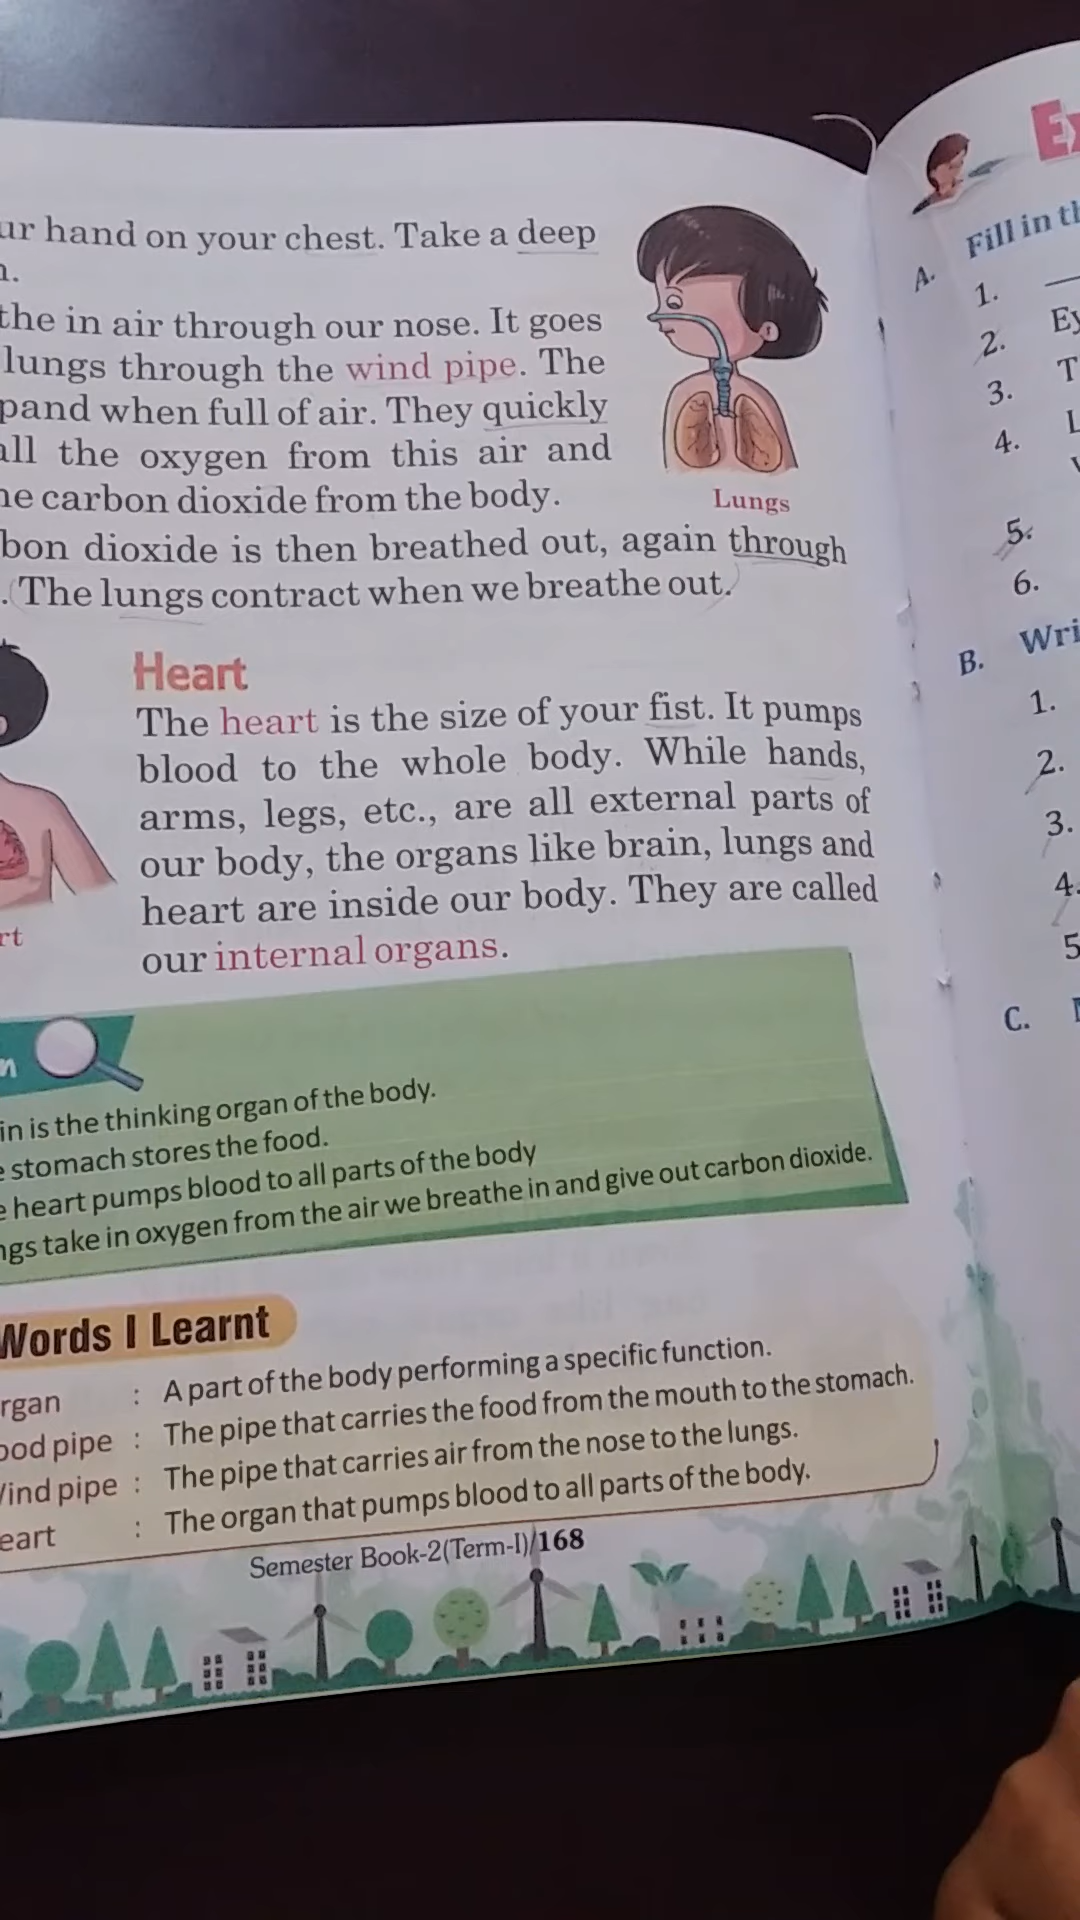 hand on your chest. Take a deep
the in air through our nose. It goes
lungs through the wind pipe. The
pand when full of air. They quickly
all the oxygen from this air and
he carbon dioxide from the body.
Lungs
bon dioxide is then breathed out, again through
. The lungs contract when we breathe out.
Heart
The heart is the size of your fist. It pumps
blood to the whole body. While hands,
arms, legs, etc., are all external parts of
our body, the organs like brain, lungs and
heart are inside our body. They are called
our internal organs.
rt
in is the thinking organ of the body.
stomach stores the food.
heart pumps blood to all parts of the body
ngs take in oxygen from the air we breathe in and give out carbon dioxide.
Words I Learnt
rgan : A part of the body performing a specific function.
ood pipe : The pipe that carries the food from the mouth to the stomach.
ind pipe : The pipe that carries air from the nose to the lungs.
eart : The organ that pumps blood to all parts of the body.
Semester Book-2(Term-I)/168
Ex
A. Fill in th
1.
2. Ey
3. T
4. L
5.
6.
B. Wri
1.
2.
3.
4.
5
C.